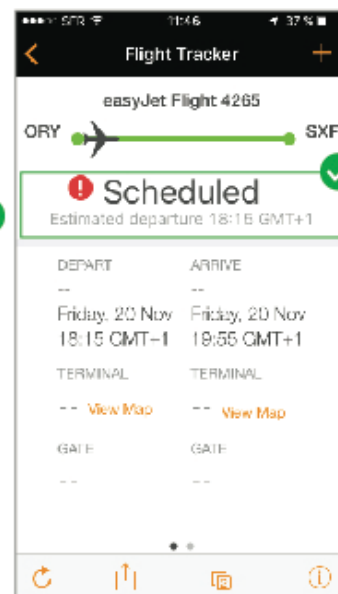 SFR 11:46 37%
Flight Tracker
easyJet Flight 4265
ORY SXF
Scheduled
Estimated departure 18:15 GMT+1
DEPART ARRIVE
-- --
Friday, 20 Nov Friday, 20 Nov
18:15 GMT+1 19:55 GMT+1
TERMINAL TERMINAL
-- View Map -- View Map
GATE GATE
-- --